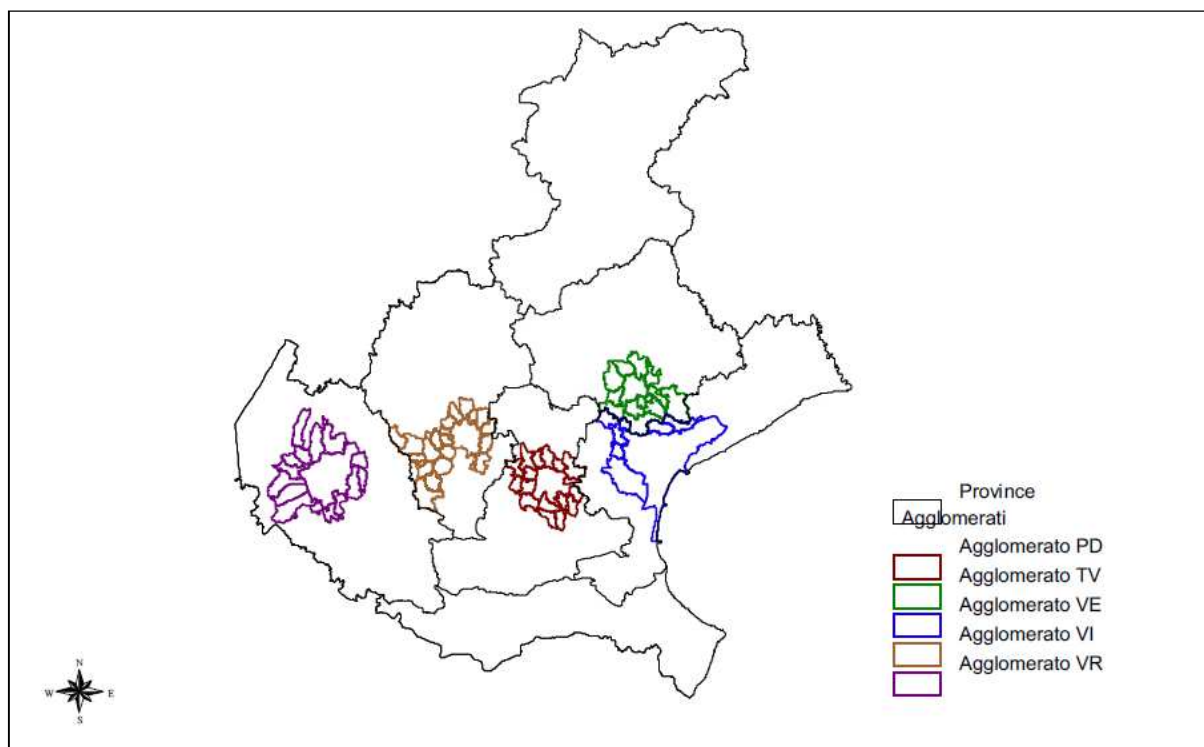 Province
Agglomerati
Agglomerato PD
Agglomerato TV
Agglomerato VE
Agglomerato VI
Agglomerato VR
N
W E
S